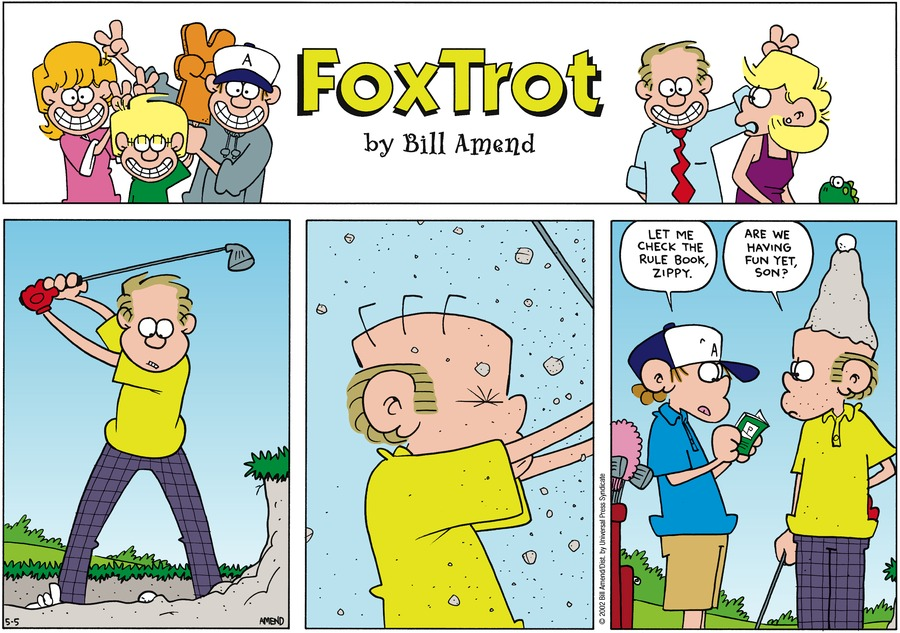 A
FoxTrot
by Bill Amend
5-5
AMEND
LET ME
CHECK THE
RULE BOOK,
ZIPPY.
ARE WE
HAVING
FUN YET,
SON?
A
P
© 2002 Bill Amend/Dist. by Universal Press Syndicate